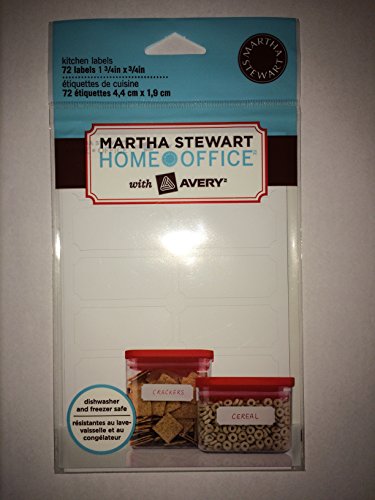 kitchen labels
72 labels 1 3/4in x 3/4in
étiquettes de cuisine
72 étiquettes 4,4 cm x 1,9 cm
MARTHA STEWART
MARTHA STEWART
HOME OFFICE
with AVERY
dishwasher
and freezer safe
résistantes au lave-
vaisselle et au
congélateur
CRACKERS
CEREAL